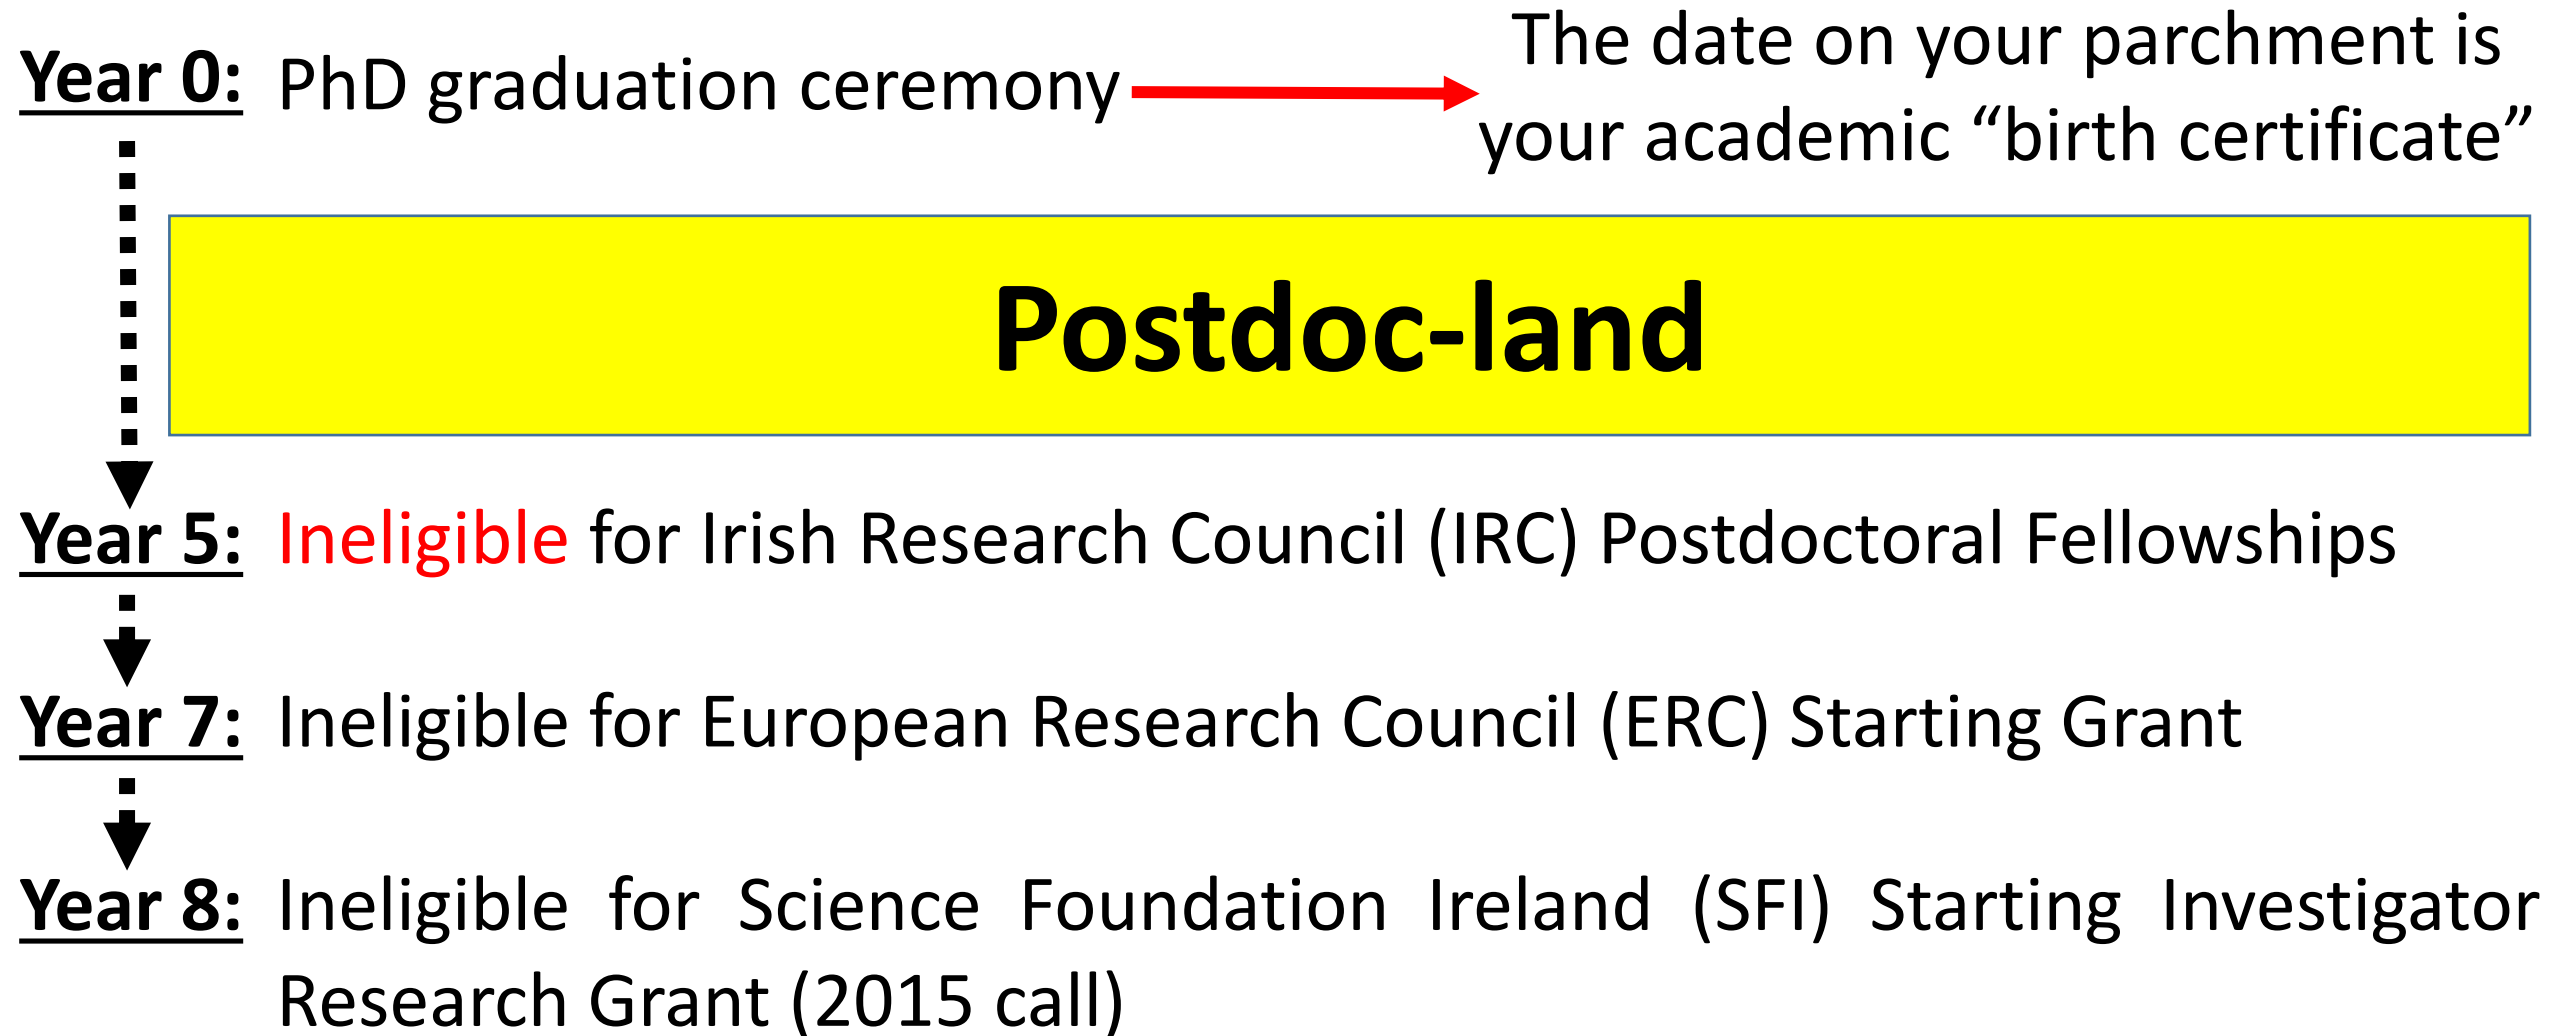 Year 0: PhD graduation ceremony
The date on your parchment is
your academic “birth certificate”
Postdoc-land
Year 5: Ineligible for Irish Research Council (IRC) Postdoctoral Fellowships
Year 7: Ineligible for European Research Council (ERC) Starting Grant
Year 8: Ineligible for Science Foundation Ireland (SFI) Starting Investigator
Research Grant (2015 call)